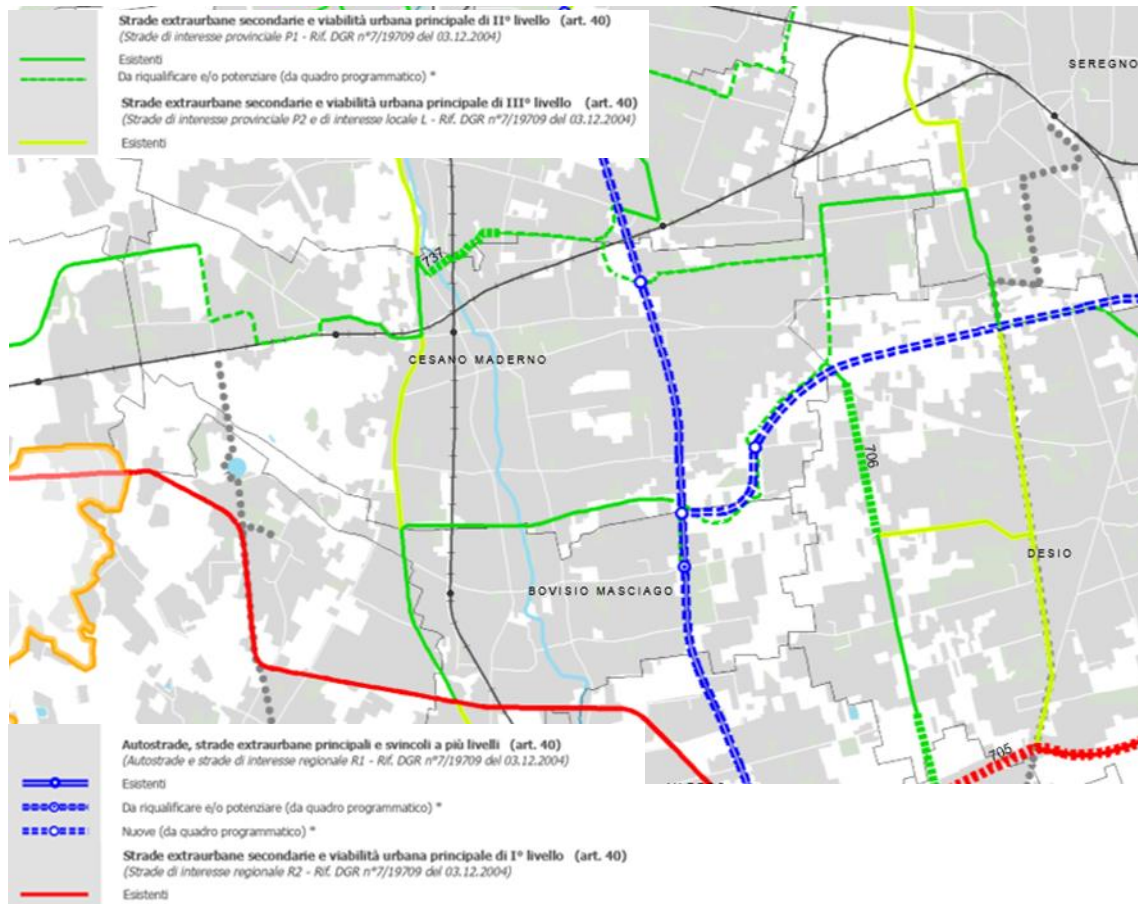 Strade extraurbane secondarie e viabilità urbana principale di II° livello (art. 40)
(Strade di interesse provinciale P1 - Rif. DGR n°7/19709 del 03.12.2004)
Esistenti
Da riqualificare e/o potenziare (da quadro programmatico) *
Strade extraurbane secondarie e viabilità urbana principale di III° livello (art. 40)
(Strade di interesse provinciale P2 e di interesse locale L - Rif. DGR n°7/19709 del 03.12.2004)
Esistenti
SEREGNO
737
CESANO MADERNO
706
DESIO
BOVISIO MASCIAGO
705
Autostrade, strade extraurbane principali e svincoli a più livelli (art. 40)
(Autostrade e strade di interesse regionale R1 - Rif. DGR n°7/19709 del 03.12.2004)
Esistenti
Da riqualificare e/o potenziare (da quadro programmatico) *
Nuove (da quadro programmatico) *
Strade extraurbane secondarie e viabilità urbana principale di I° livello (art. 40)
(Strade di interesse regionale R2 - Rif. DGR n°7/19709 del 03.12.2004)
Esistenti